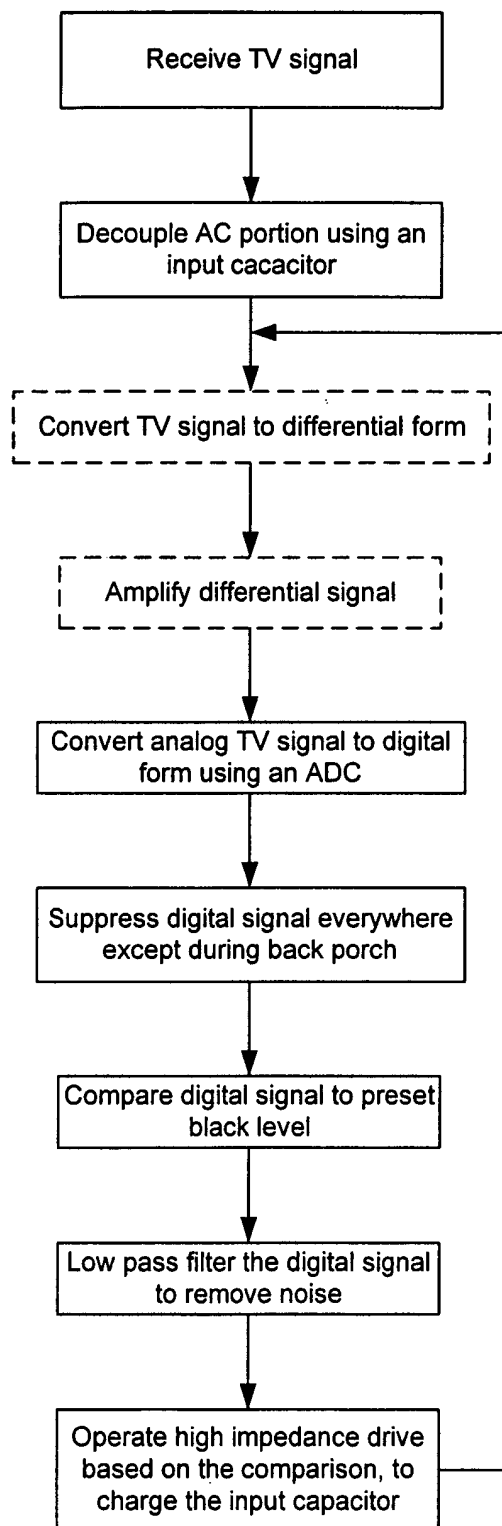 Receive TV signal
Decouple AC portion using an
input cacacitor
Convert TV signal to differential form
Amplify differential signal
Convert analog TV signal to digital
form using an ADC
Suppress digital signal everywhere
except during back porch
Compare digital signal to preset
black level
Low pass filter the digital signal
to remove noise
Operate high impedance drive
based on the comparison, to
charge the input capacitor